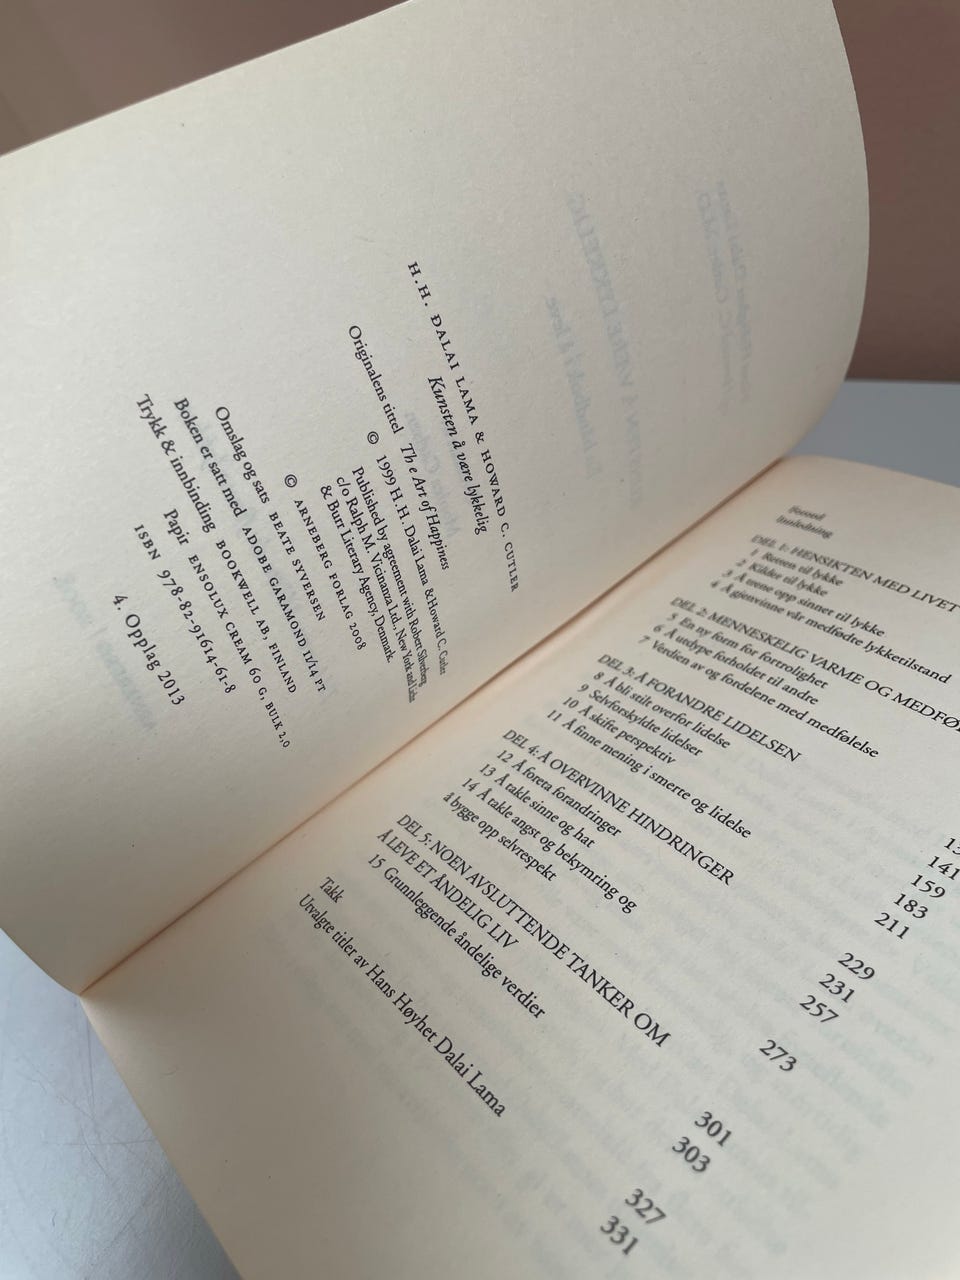 H.H. DALAI LAMA & HOWARD C. CUTLER
Kunsten å være lykkelig
Originalens tittel Th e Art of Happiness
© 1999 H.H. Dalai Lama & Howard C. Cutler
Published by agreement with Robert Silverberg
c/o Ralph M. Vicinanza Ltd., New York and Licht
& Burr Literary Agency, Denmark.
© ARNEBERG FORLAG 2008
Omslag og sats BEATE SYVERSEN
Boken er satt med ADOBE GARAMOND 11/14 PT
Trykk & innbinding BOOKWELL AB, FINLAND
Papir ENSOLUX CREAM 60 G, BULK 2,0
ISBN 978-82-91614-61-8
4. Opplag 2013
Forord
Innledning
DEL 1: HENSIKTEN MED LIVET
1 Retten til lykke
2 Kilder til lykke
3 Å trene opp sinnet til lykke
4 Å gjenvinne vår medfødte lykketilstand
DEL 2: MENNESKELIG VARME OG MEDFØ
5 En ny form for fortrolighet
6 Å utdype forholdet til andre
7 Verdien av og fordelene med medfølelse
DEL 3: Å FORANDRE LIDELSEN
8 Å bli stilt overfor lidelse
9 Selvforskyldte lidelser 141
10 Å skifte perspektiv 159
11 Å finne mening i smerte og lidelse 183
211
DEL 4: Å OVERVINNE HINDRINGER 229
12 Å foreta forandringer 231
13 Å takle sinne og hat 257
14 Å takle angst og bekymring og
å bygge opp selvrespekt 273
DEL 5: NOEN AVSLUTTENDE TANKER OM
Å LEVE ET ÅNDELIG LIV 301
15 Grunnleggende åndelige verdier 303
Takk 327
Utvalgte titler av Hans Høyhet Dalai Lama 331